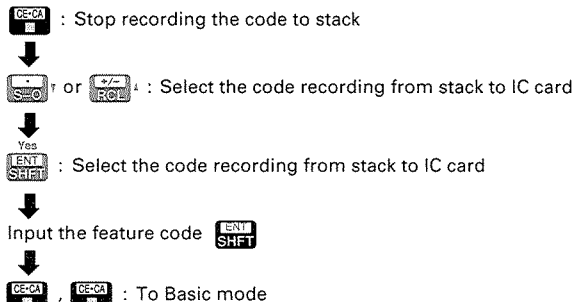 CE·CA : Stop recording the code to stack
· S-O ▼ or +/- RCL ▲ : Select the code recording from stack to IC card
Yes
ENT SHFT : Select the code recording from stack to IC card
Input the feature code ENT SHFT
CE·CA , CE·CA : To Basic mode